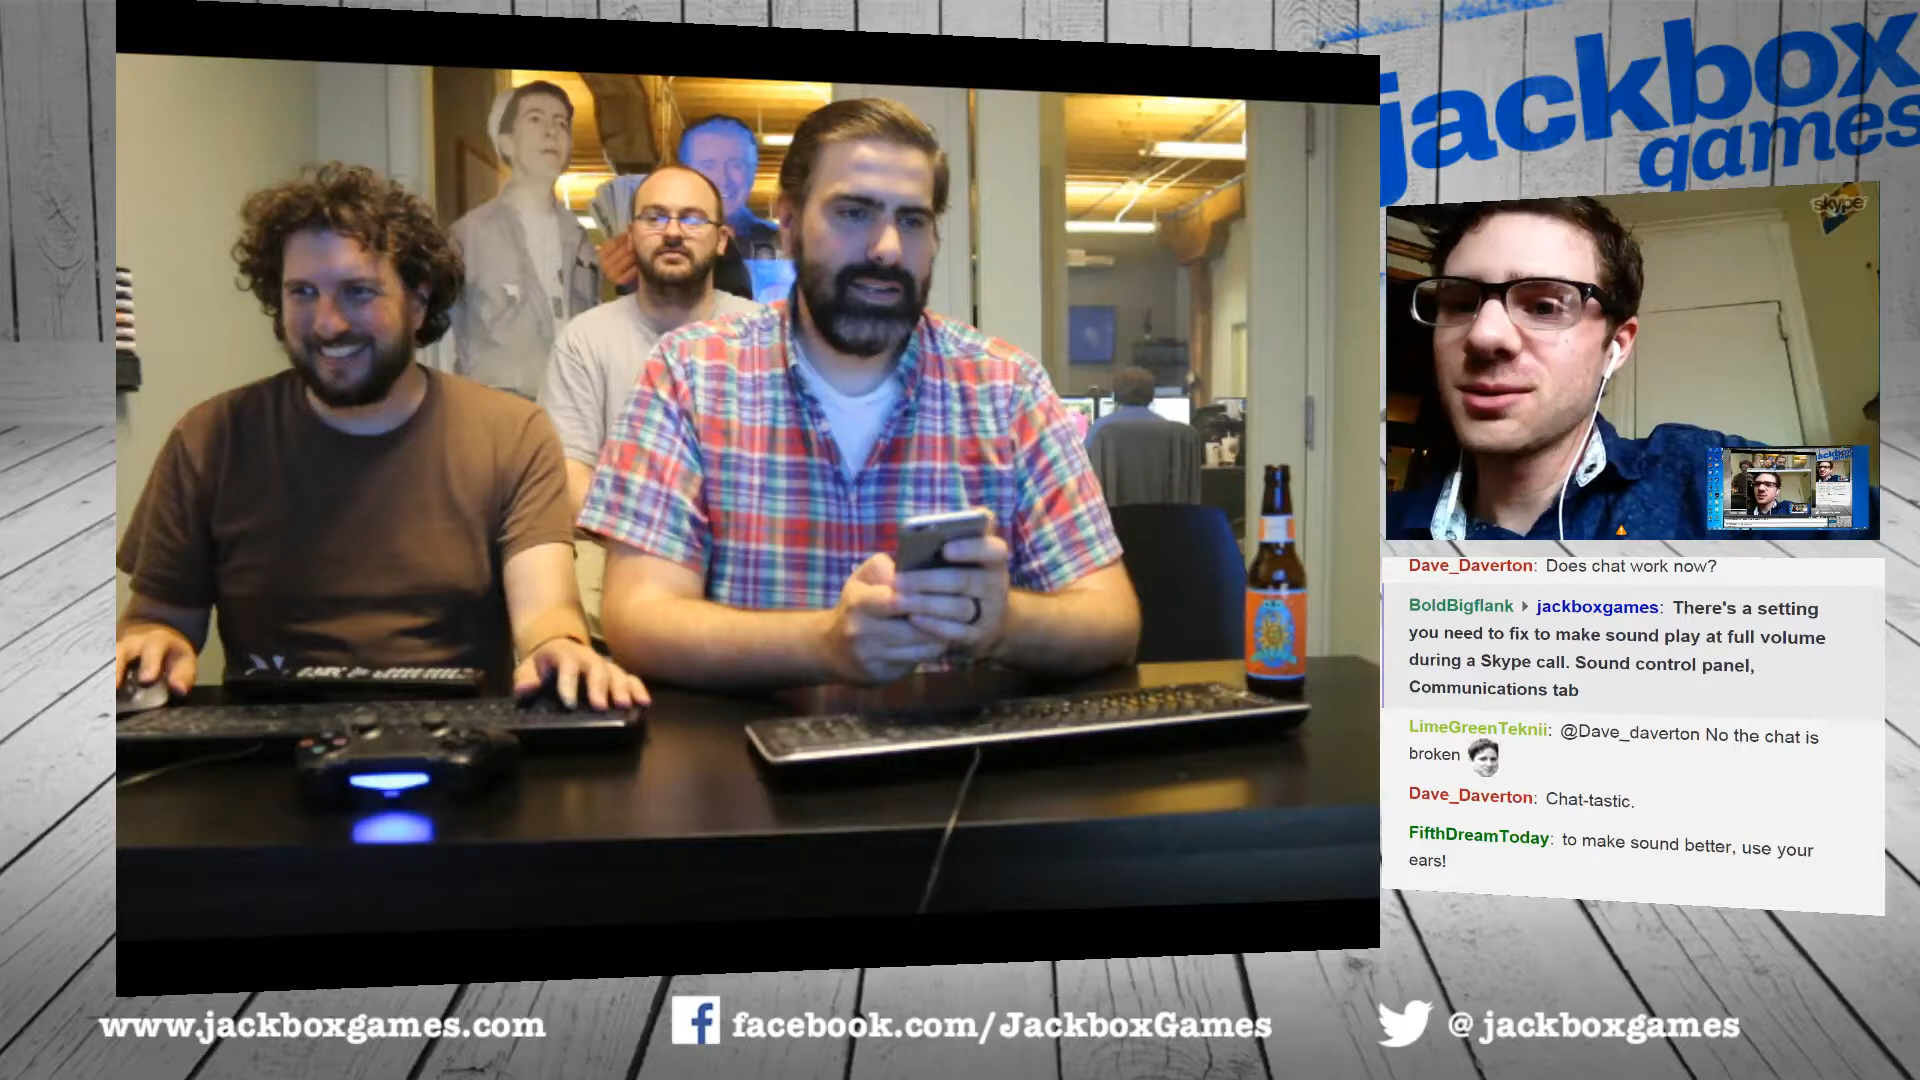 jackbox
games
skype
Dave_Daverton: Does chat work now?
BoldBigflank ▸ jackboxgames: There's a setting
you need to fix to make sound play at full volume
during a Skype call. Sound control panel,
Communications tab
LimeGreenTeknii: @Dave_daverton No the chat is
broken
Dave_Daverton: Chat-tastic.
FifthDreamToday: to make sound better, use your
ears!
www.jackboxgames.com
facebook.com/JackboxGames
@jackboxgames